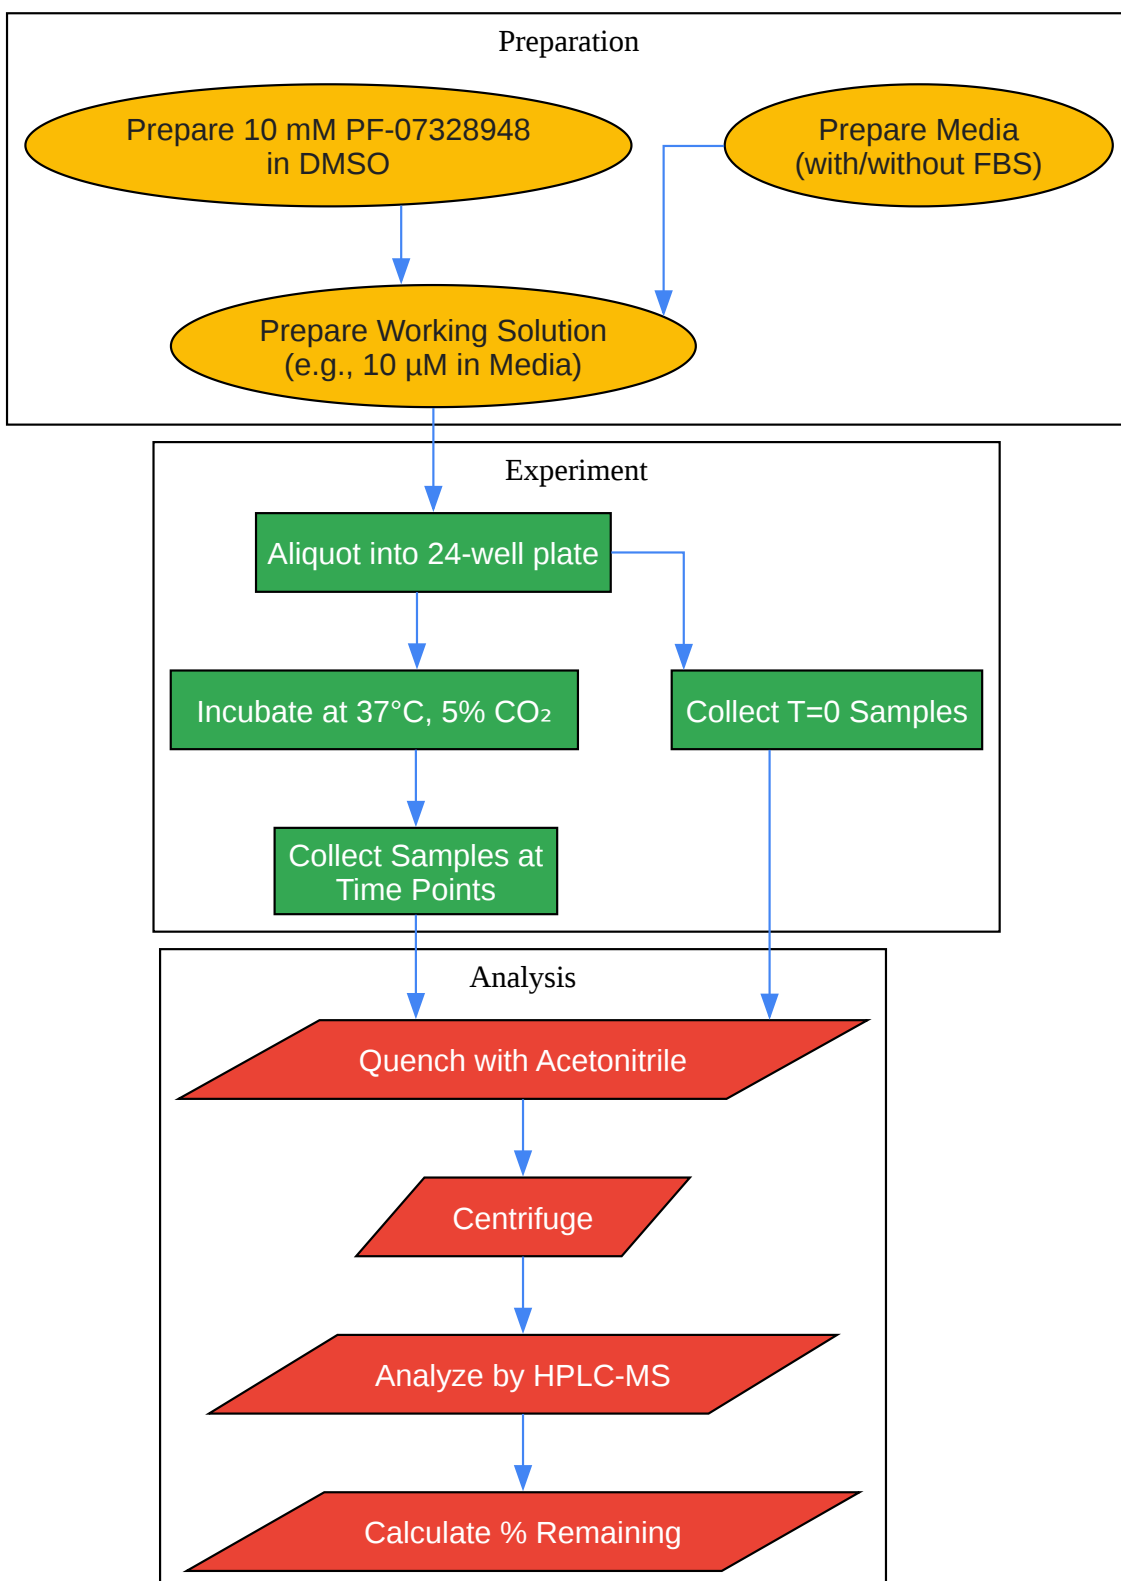 Preparation
Prepare 10 mM PF-07328948
in DMSO
Prepare Media
(with/without FBS)
Prepare Working Solution
(e.g., 10 µM in Media)
Experiment
Aliquot into 24-well plate
Incubate at 37°C, 5% CO₂
Collect T=0 Samples
Collect Samples at
Time Points
Analysis
Quench with Acetonitrile
Centrifuge
Analyze by HPLC-MS
Calculate % Remaining